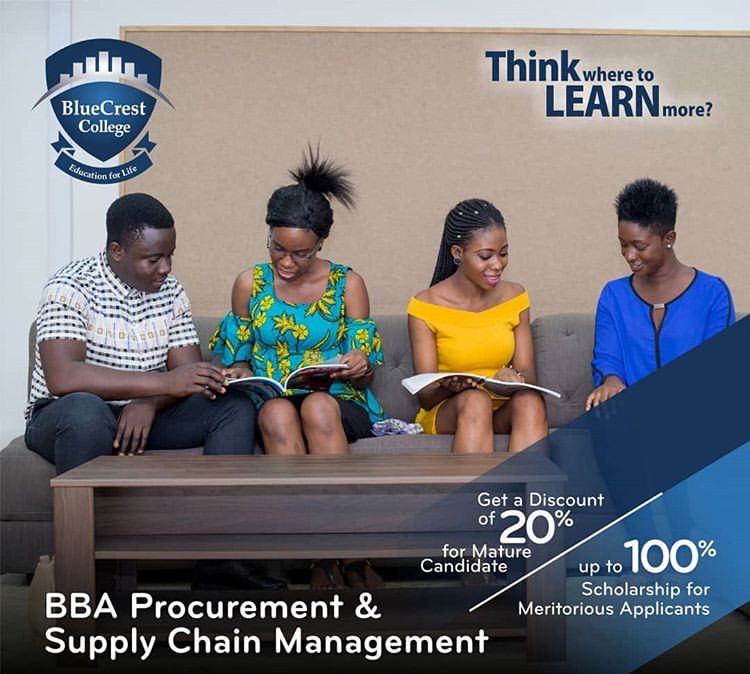 BlueCrest
College
Education for Life
Think where to
LEARN more?
Get a Discount
of 20%
for Mature
Candidate
up to 100%
Scholarship for
Meritorious Applicants
BBA Procurement &
Supply Chain Management